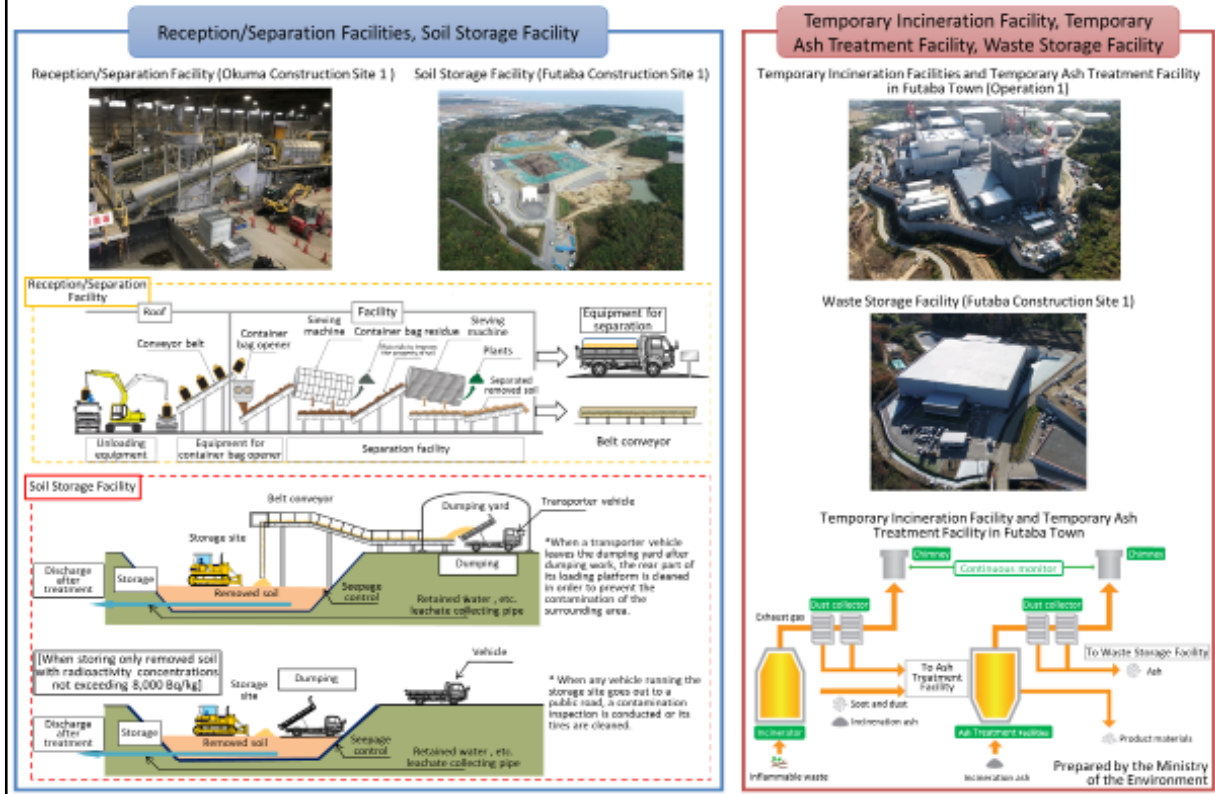 Reception/Separation Facilities, Soil Storage Facility
Reception/Separation Facility (Okuma Construction Site 1 )
Soil Storage Facility (Futaba Construction Site 1)
Reception/Separation
Facility
Roof
Facility
Conveyor belt
Container
bag opener
Sieving
machine
Container bag residue
Materials to improve
the property of soil
Sieving
machine
Plants
Separated
removed soil
Equipment for
separation
Belt conveyor
Unloading
equipment
Equipment for
container bag opener
Separation facility
Soil Storage Facility
Belt conveyor
Dumping yard
Transporter vehicle
Storage site
Dumping
Discharge
after
treatment
Storage
Removed soil
Seepage
control
Retained water , etc.
leachate collecting pipe
*When a transporter vehicle
leaves the dumping yard after
dumping work, the rear part of
its loading platform is cleaned
in order to prevent the
contamination of the
surrounding area.
[When storing only removed soil
with radioactivity concentrations
not exceeding 8,000 Bq/kg]
Storage
site
Dumping
Vehicle
Discharge
after
treatment
Storage
Removed soil
Seepage
control
Retained water , etc.
leachate collecting pipe
* When any vehicle running the
storage site goes out to a
public road, a contamination
inspection is conducted or its
tires are cleaned.
Temporary Incineration Facility, Temporary
Ash Treatment Facility, Waste Storage Facility
Temporary Incineration Facilities and Temporary Ash Treatment Facility
in Futaba Town (Operation 1)
Waste Storage Facility (Futaba Construction Site 1)
Temporary Incineration Facility and Temporary Ash
Treatment Facility in Futaba Town
Chimney
Continuous monitor
Chimney
Dust collector
Dust collector
Exhaust gas
To Ash
Treatment
Facility
To Waste Storage Facility
Ash
Soot and dust
Incineration ash
Incinerator
Ash Treatment Facilities
Product materials
Inflammable waste
Incineration ash
Prepared by the Ministry
of the Environment